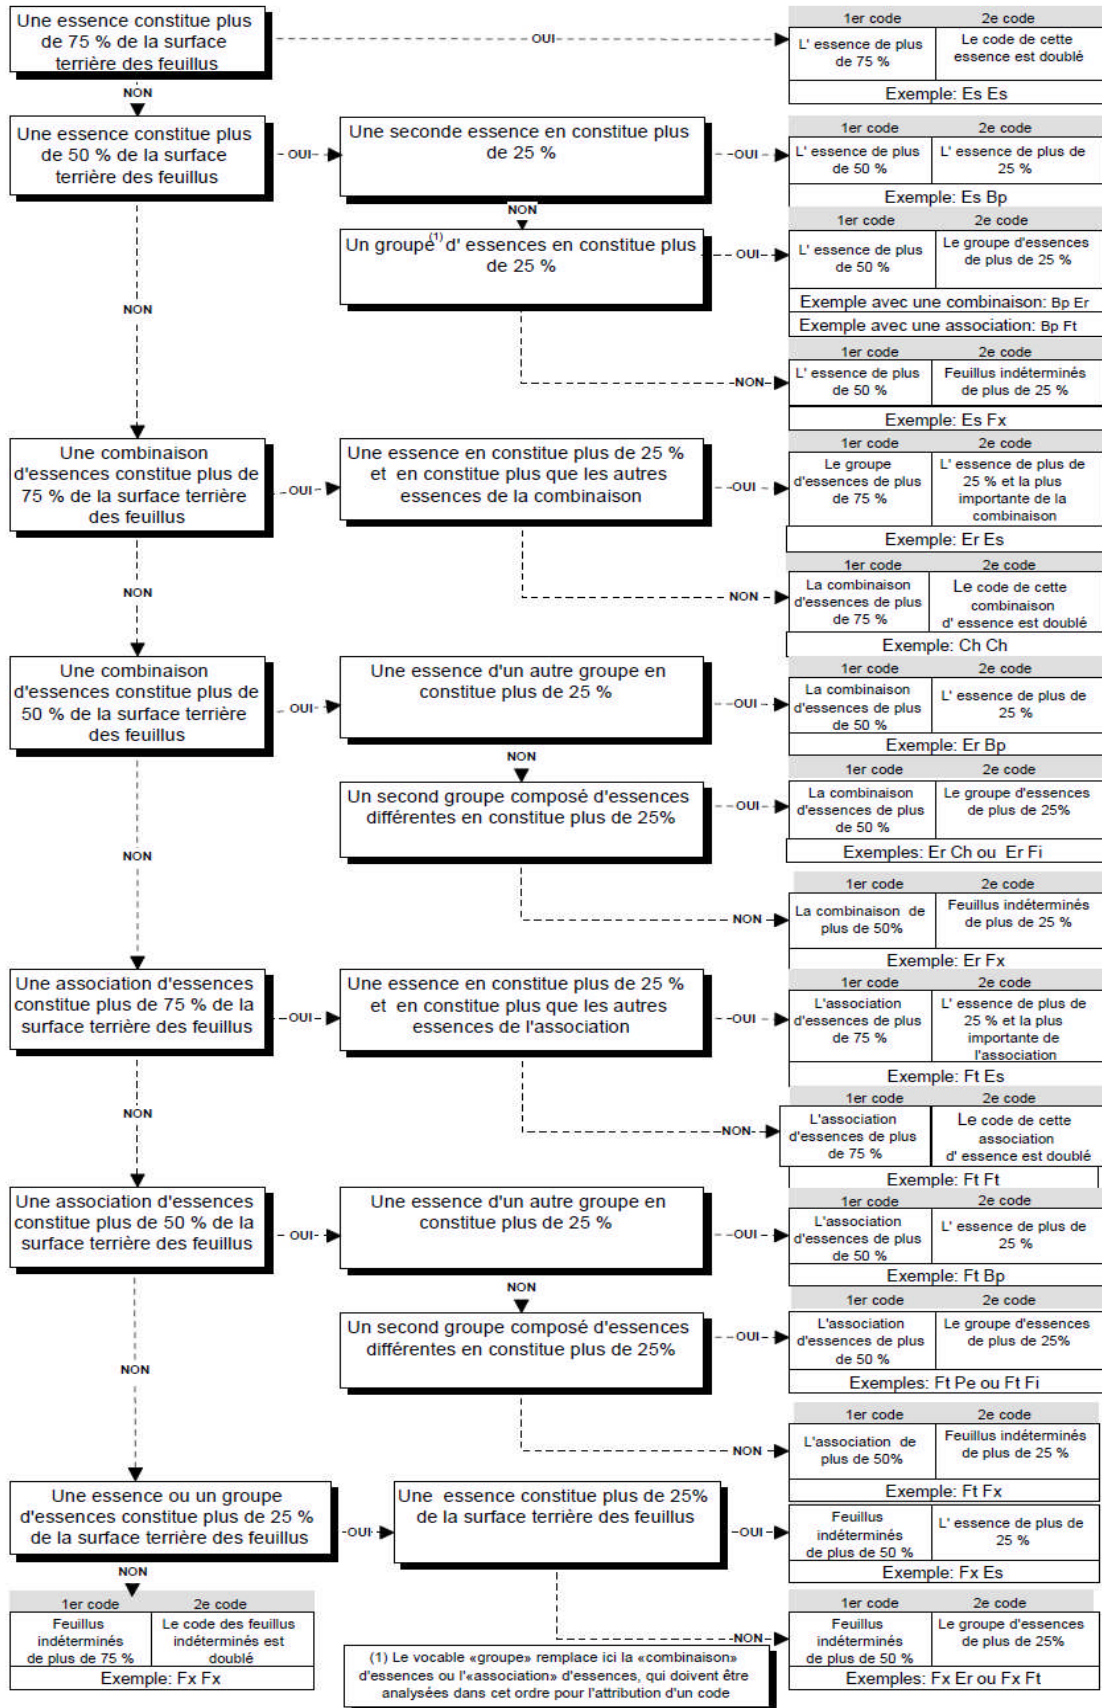 Une essence constitue plus
de 75 % de la surface
terrière des feuillus
OUI
1er code 2e code
L' essence de plus
de 75 %
Le code de cette
essence est doublé
Exemple: Es Es
NON
Une essence constitue plus
de 50 % de la surface
terrière des feuillus
OUI
Une seconde essence en constitue plus
de 25 %
OUI
1er code 2e code
L' essence de plus
de 50 %
L' essence de plus de
25 %
Exemple: Es Bp
NON
Un groupe(1) d' essences en constitue plus
de 25 %
OUI
1er code 2e code
L' essence de plus
de 50 %
Le groupe d'essences
de plus de 25 %
Exemple avec une combinaison: Bp Er
Exemple avec une association: Bp Ft
NON
NON
1er code 2e code
L' essence de plus
de 50 %
Feuillus indéterminés
de plus de 25 %
Exemple: Es Fx
Une combinaison
d'essences constitue plus de
75 % de la surface terrière
des feuillus
OUI
Une essence en constitue plus de 25 %
et en constitue plus que les autres
essences de la combinaison
OUI
1er code 2e code
Le groupe
d'essences de plus
de 75 %
L' essence de plus de
25 % et la plus
importante de la
combinaison
Exemple: Er Es
NON
NON
1er code 2e code
La combinaison
d'essences de plus
de 75 %
Le code de cette
combinaison
d' essence est doublé
Exemple: Ch Ch
Une combinaison
d'essences constitue plus de
50 % de la surface terrière
des feuillus
OUI
Une essence d'un autre groupe en
constitue plus de 25 %
OUI
1er code 2e code
La combinaison
d'essences de plus
de 50 %
L' essence de plus de
25 %
Exemple: Er Bp
NON
Un second groupe composé d'essences
différentes en constitue plus de 25%
OUI
1er code 2e code
La combinaison
d'essences de plus
de 50 %
Le groupe d'essences
de plus de 25%
Exemples: Er Ch ou Er Fi
NON
NON
1er code 2e code
La combinaison de
plus de 50%
Feuillus indéterminés
de plus de 25 %
Exemple: Er Fx
Une association d'essences
constitue plus de 75 % de la
surface terrière des feuillus
OUI
Une essence en constitue plus de 25 %
et en constitue plus que les autres
essences de l'association
OUI
1er code 2e code
L'association
d'essences de plus
de 75 %
L' essence de plus de
25 % et la plus
importante de
l'association
Exemple: Ft Es
NON
NON
1er code 2e code
L'association
d'essences de plus
de 75 %
Le code de cette
association
d' essence est doublé
Exemple: Ft Ft
Une association d'essences
constitue plus de 50 % de la
surface terrière des feuillus
OUI
Une essence d'un autre groupe en
constitue plus de 25 %
OUI
1er code 2e code
L'association
d'essences de plus
de 50 %
L' essence de plus de
25 %
Exemple: Ft Bp
NON
Un second groupe composé d'essences
différentes en constitue plus de 25%
OUI
1er code 2e code
L'association
d'essences de plus
de 50 %
Le groupe d'essences
de plus de 25%
Exemples: Ft Pe ou Ft Fi
NON
NON
1er code 2e code
L'association de
plus de 50%
Feuillus indéterminés
de plus de 25 %
Exemple: Ft Fx
Une essence ou un groupe
d'essences constitue plus de 25 %
de la surface terrière des feuillus
OUI
Une essence constitue plus de 25%
de la surface terrière des feuillus
OUI
Feuillus
indéterminés
de plus de 50 %
L' essence de plus de
25 %
Exemple: Fx Es
NON
1er code 2e code
Feuillus
indéterminés
de plus de 75 %
Le code des feuillus
indéterminés est
doublé
Exemple: Fx Fx
NON
1er code 2e code
Feuillus
indéterminés
de plus de 50 %
Le groupe d'essences
de plus de 25%
Exemples: Fx Er ou Fx Ft
(1) Le vocable «groupe» remplace ici la «combinaison»
d'essences ou l'«association» d'essences, qui doivent être
analysées dans cet ordre pour l'attribution d'un code